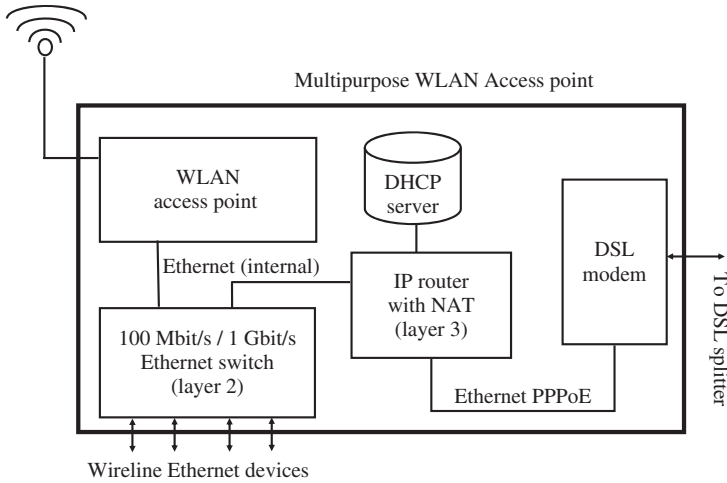 Multipurpose WLAN Access point
WLAN
access point
DHCP
server
DSL
modem
Ethernet (internal)
IP router
with NAT
(layer 3)
100 Mbit/s / 1 Gbit/s
Ethernet switch
(layer 2)
Ethernet PPPoE
To DSL splitter
Wireline Ethernet devices